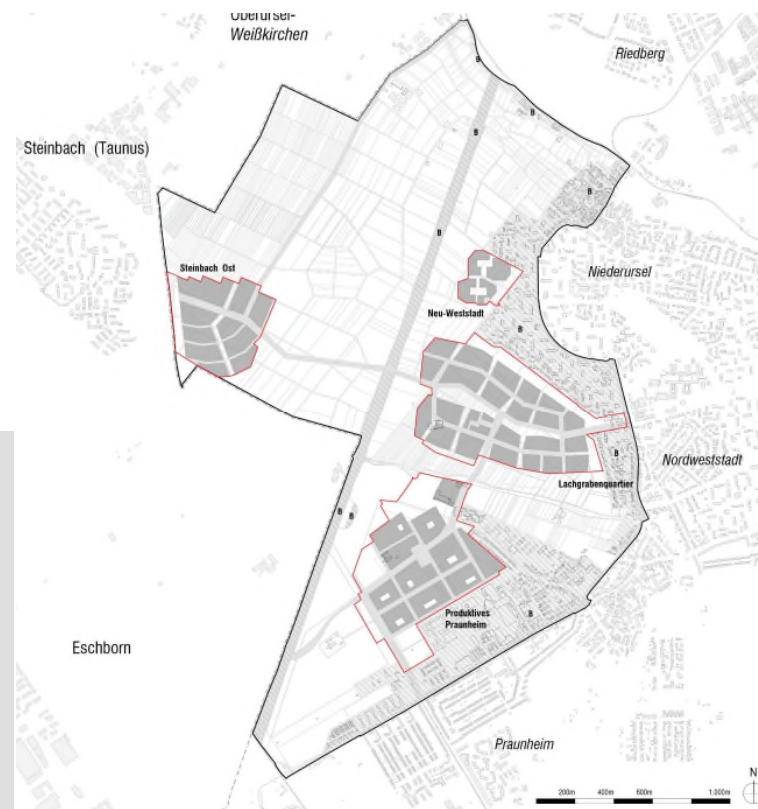 Oberursel-
Weißkirchen
Riedberg
B
B
B
Steinbach (Taunus)
B
B
Steinbach Ost
Niederursel
Neu-Weststadt
B
B
Nordweststadt
Lachgrabenquartier
B B
Produktives
Praunheim
B
Eschborn
Praunheim
N
200m 400m 600m 1.000m